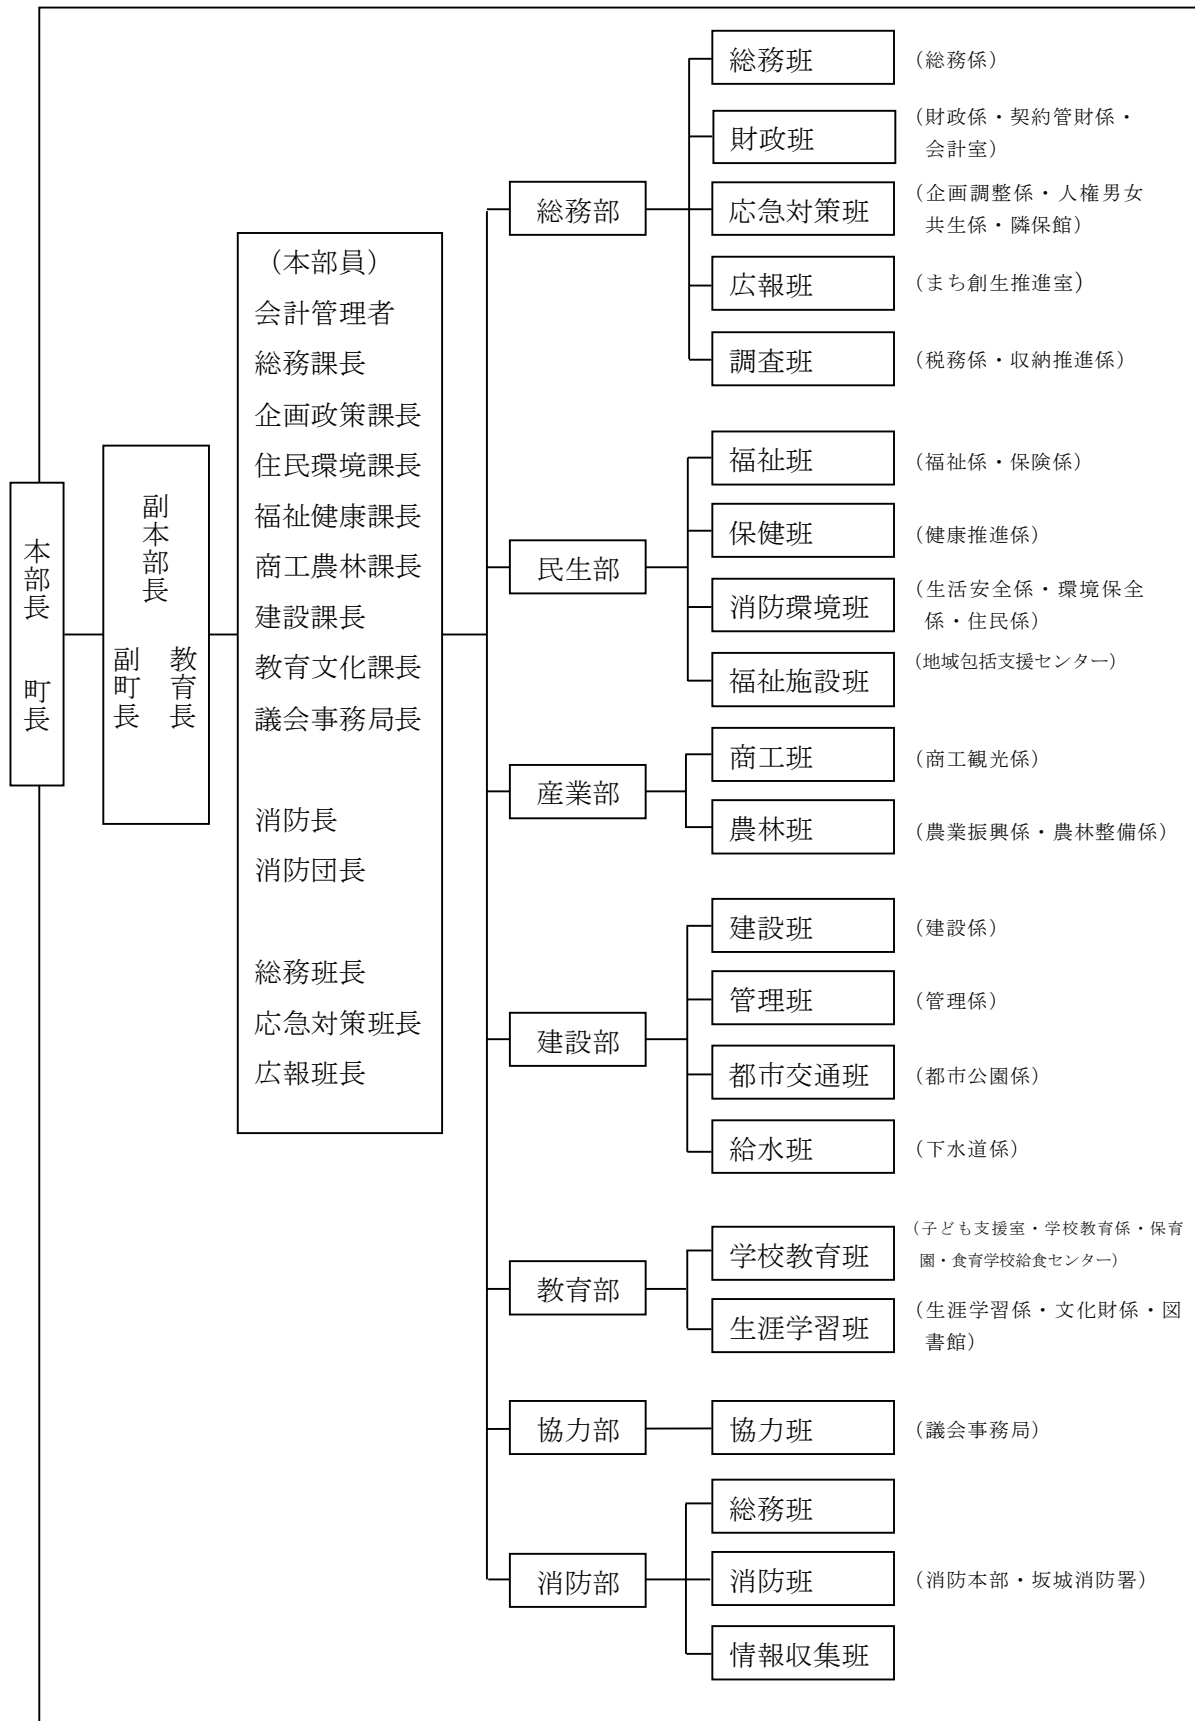 本部長　町長
副本部長
副町長　教育長
（本部員）
会計管理者
総務課長
企画政策課長
住民環境課長
福祉健康課長
商工農林課長
建設課長
教育文化課長
議会事務局長
消防長
消防団長
総務班長
応急対策班長
広報班長
総務部
総務班
（総務係）
財政班
（財政係・契約管財係・
会計室）
応急対策班
（企画調整係・人権男女
共生係・隣保館）
広報班
（まち創生推進室）
調査班
（税務係・収納推進係）
民生部
福祉班
（福祉係・保険係）
保健班
（健康推進係）
消防環境班
（生活安全係・環境保全
係・住民係）
福祉施設班
（地域包括支援センター）
産業部
商工班
（商工観光係）
農林班
（農業振興係・農林整備係）
建設部
建設班
（建設係）
管理班
（管理係）
都市交通班
（都市公園係）
給水班
（下水道係）
教育部
学校教育班
（子ども支援室・学校教育係・保育
園・食育学校給食センター）
生涯学習班
（生涯学習係・文化財係・図
書館）
協力部
協力班
（議会事務局）
消防部
総務班
消防班
（消防本部・坂城消防署）
情報収集班